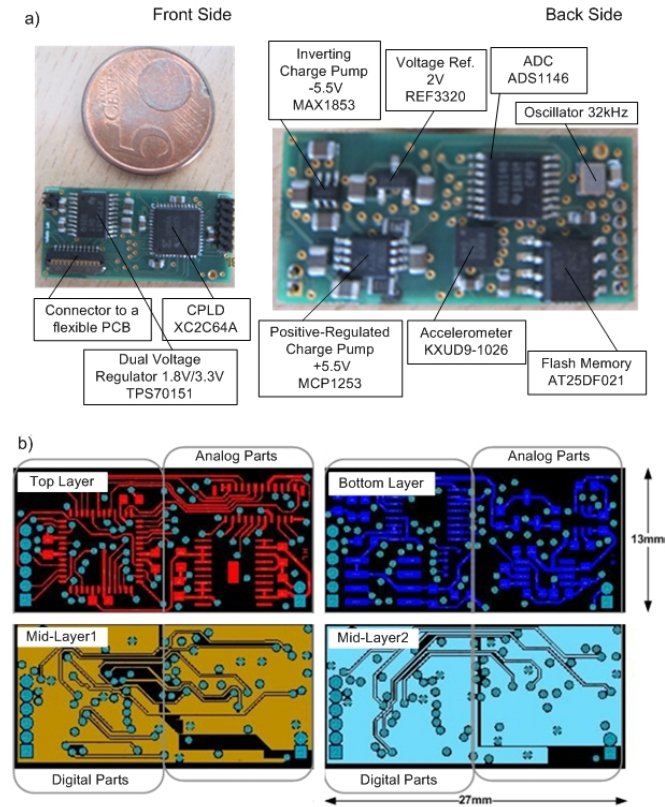 Front Side
Back Side
a)
Inverting
Charge Pump
-5.5V
MAX1853
Voltage Ref.
2V
REF3320
ADC
ADS1146
Oscillator 32kHz
5
CENT
Connector to a
flexible PCB
CPLD
XC2C64A
Dual Voltage
Regulator 1.8V/3.3V
TPS70151
Positive-Regulated
Charge Pump
+5.5V
MCP1253
Accelerometer
KXUD9-1026
Flash Memory
AT25DF021
b)
Analog Parts
Analog Parts
Top Layer
Bottom Layer
13mm
Mid-Layer1
Mid-Layer2
Digital Parts
Digital Parts
27mm